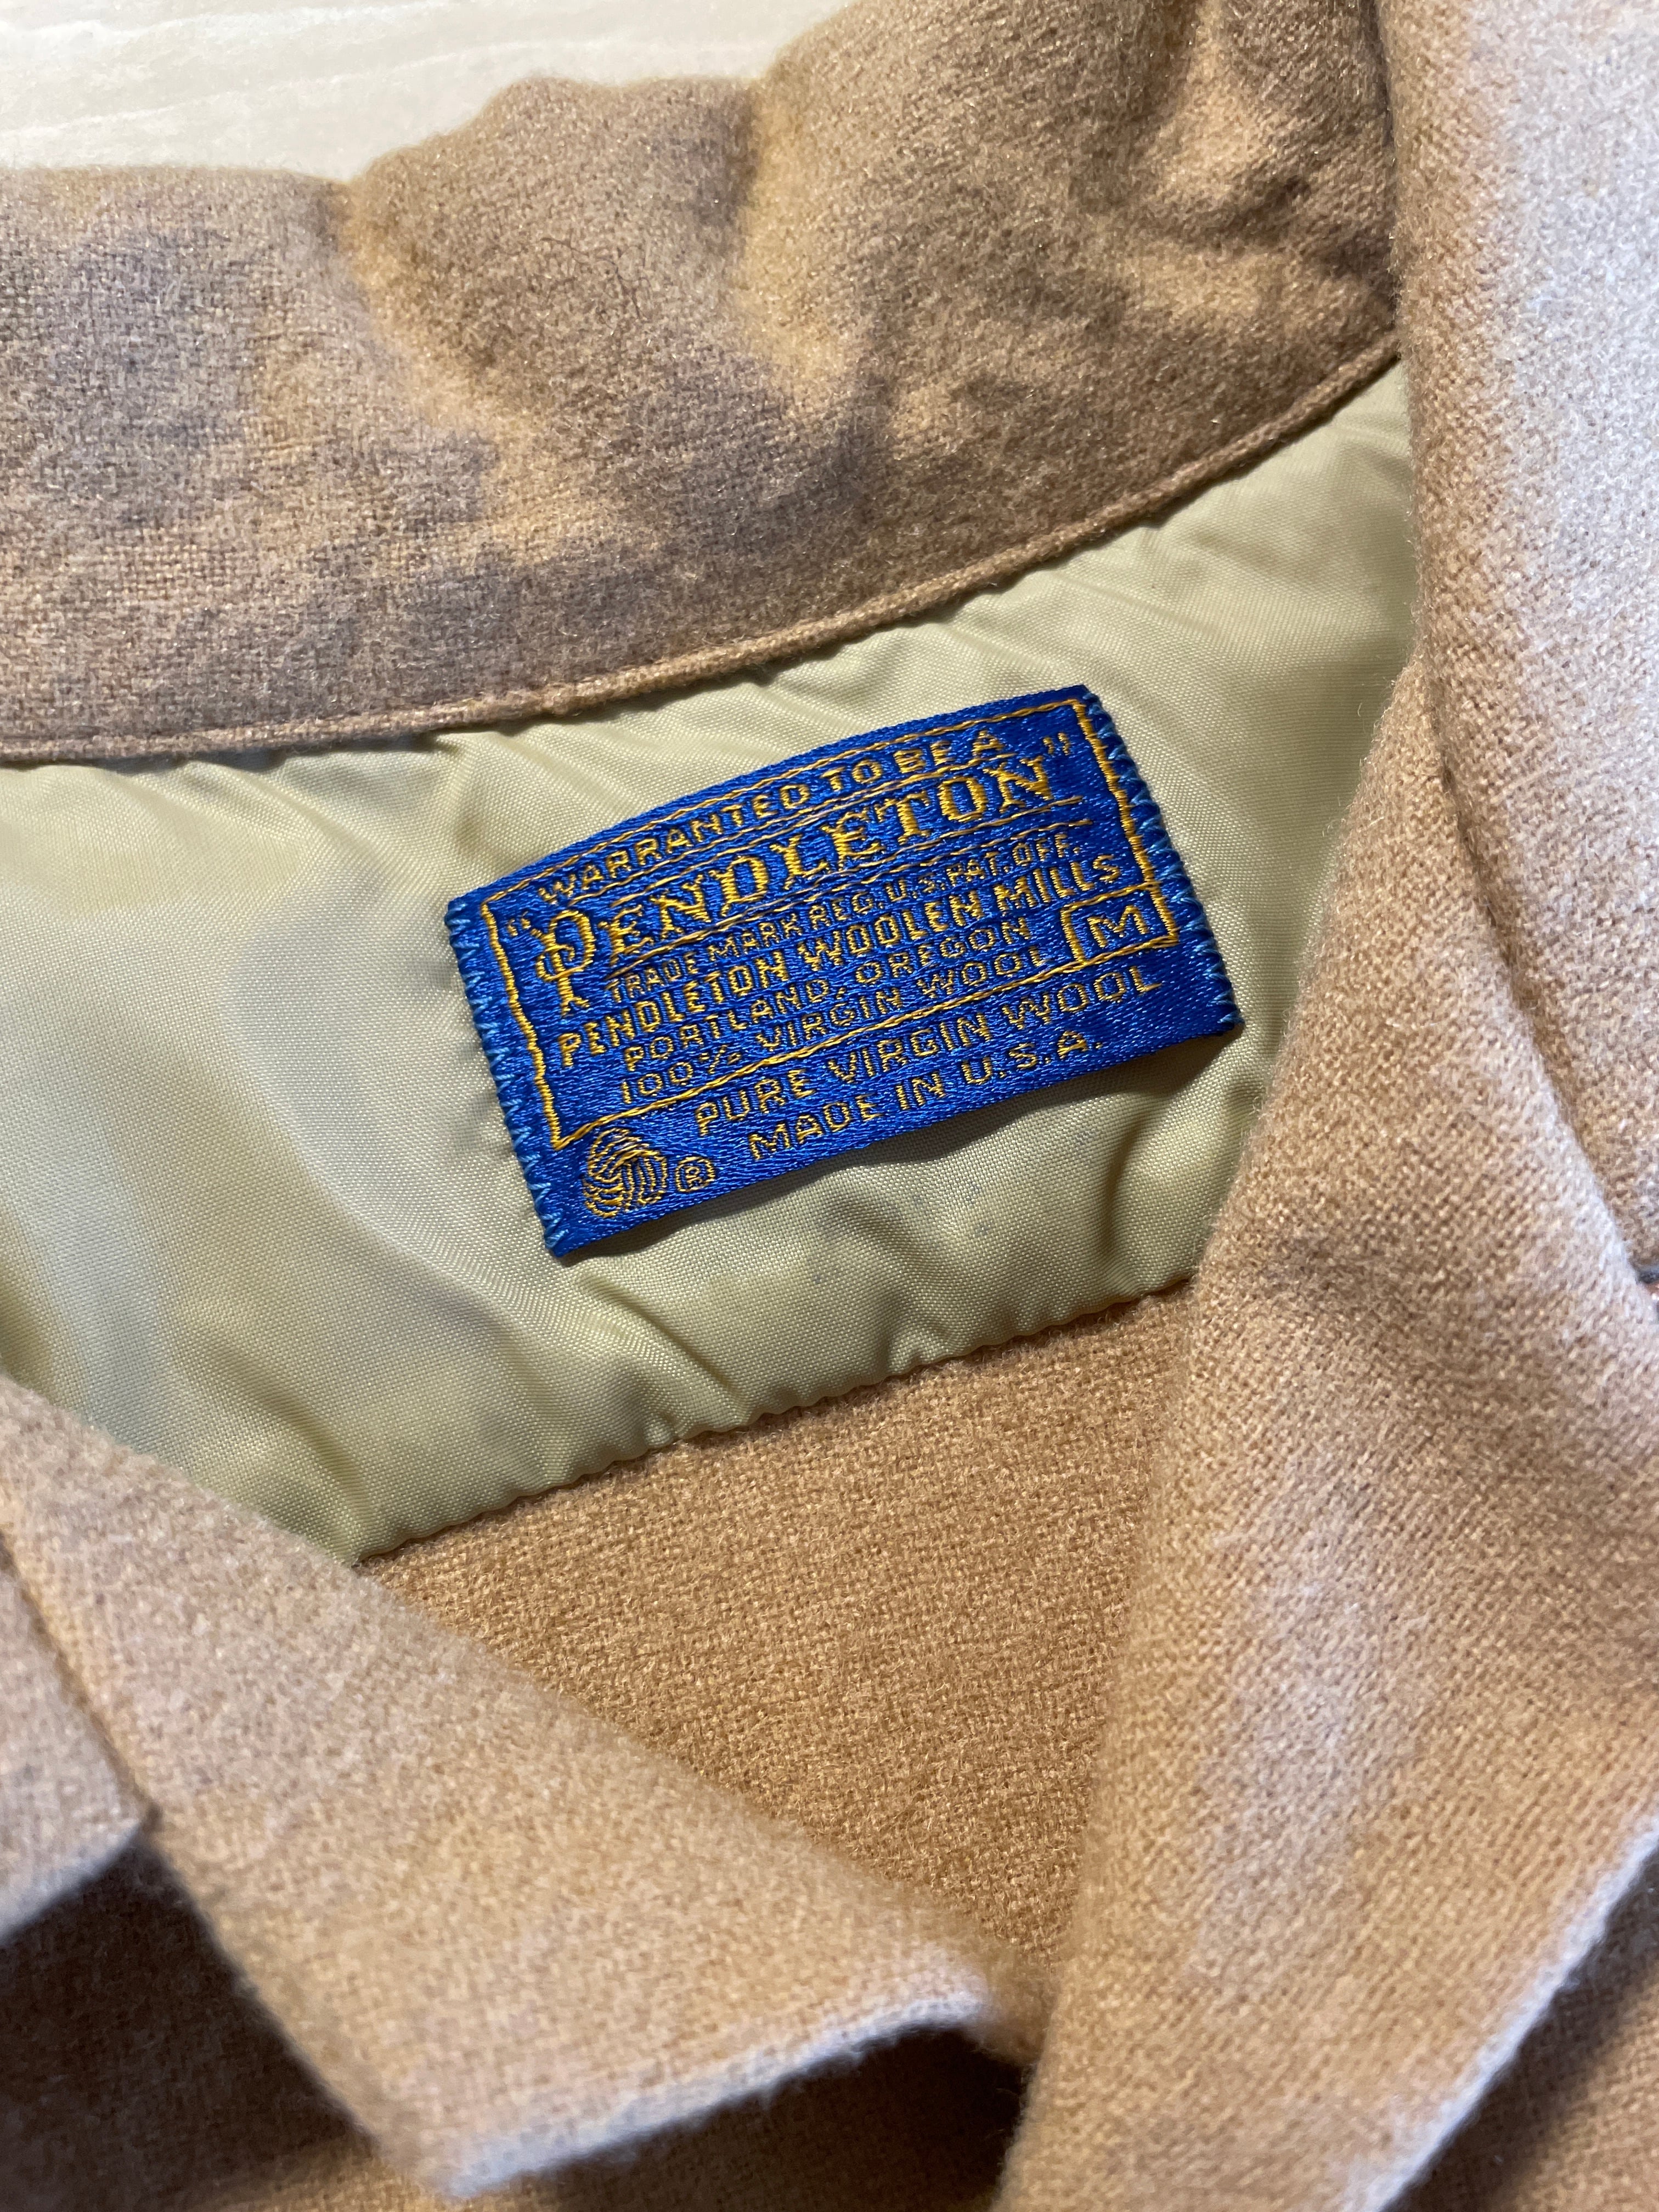 "WARRANTED TO BE A
PENDLETON"
TRADE MARK REG. U.S. PAT. OFF.
PENDLETON WOOLEN MILLS
PORTLAND, OREGON
100% VIRGIN WOOL M
PURE VIRGIN WOOL
® MADE IN U.S.A.